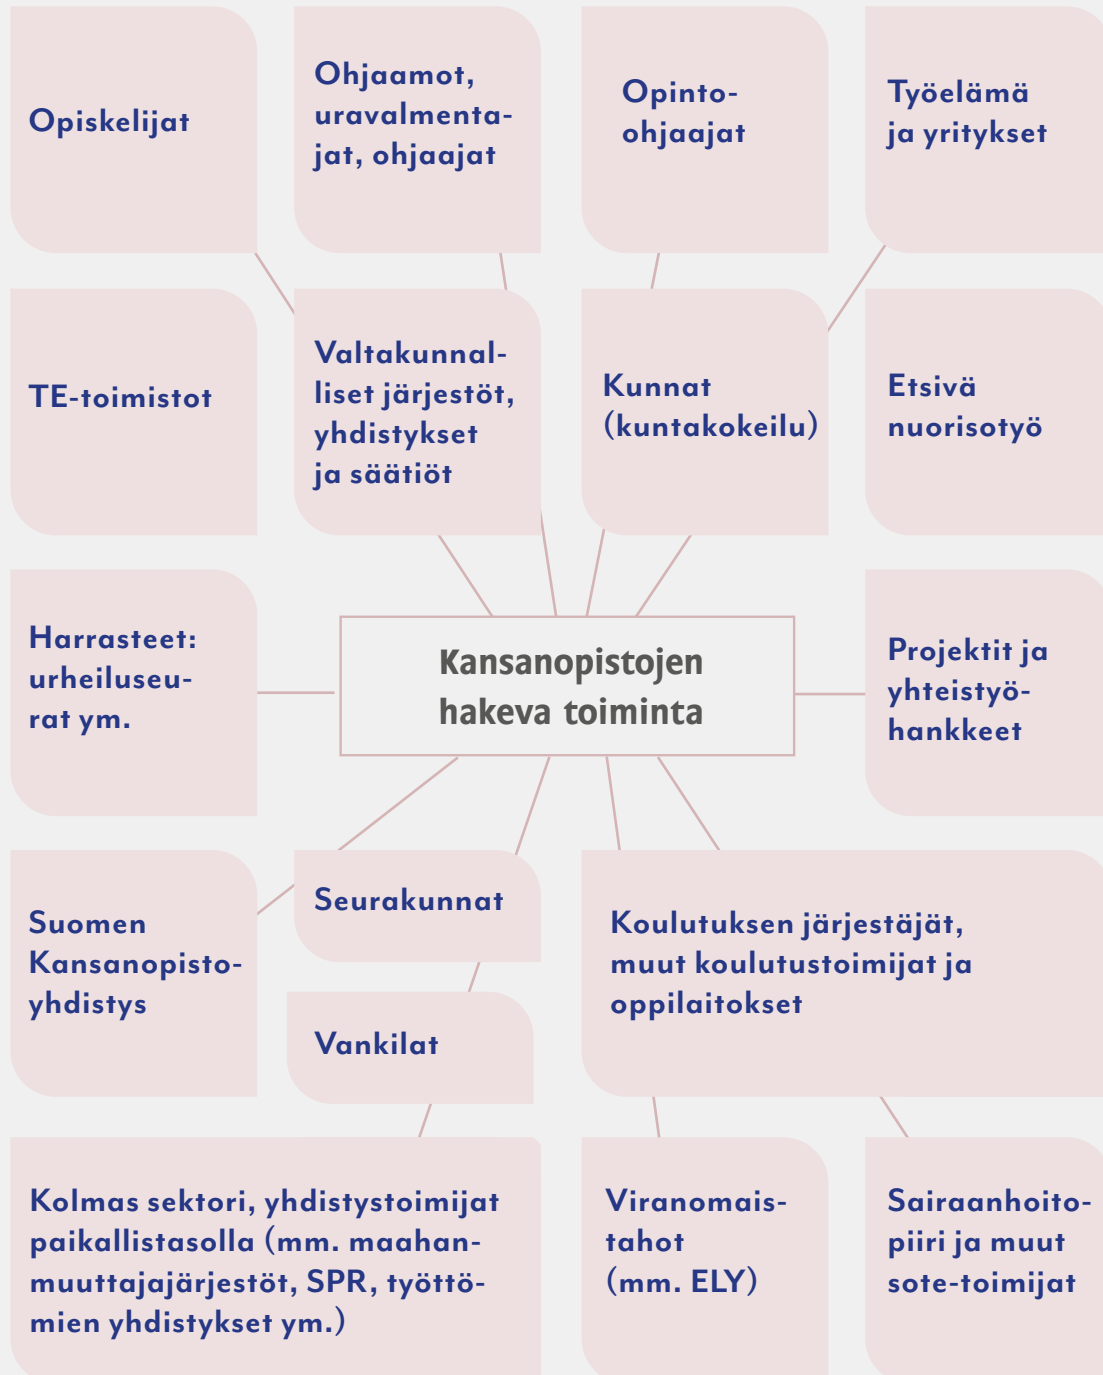 Opiskelijat
Ohjaamot,
uravalmenta-
jat, ohjaajat
Opinto-
ohjaajat
Työelämä
ja yritykset
TE-toimistot
Valtakunnal-
liset järjestöt,
yhdistykset
ja säätiöt
Kunnat
(kuntakokeilu)
Etsivä
nuorisotyö
Harrasteet:
urheiluseu-
rat ym.
Kansanopistojen
hakeva toiminta
Projektit ja
yhteistyö-
hankkeet
Suomen
Kansanopisto-
yhdistys
Seurakunnat
Vankilat
Koulutuksen järjestäjät,
muut koulutustoimijat ja
oppilaitokset
Kolmas sektori, yhdistystoimijat
paikallistasolla (mm. maahan-
muuttajajärjestöt, SPR, työttö-
mien yhdistykset ym.)
Viranomais-
tahot
(mm. ELY)
Sairaanhoito-
piiri ja muut
sote-toimijat